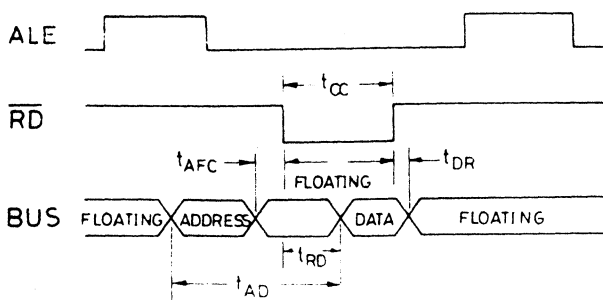 ALE
t_CC
RD
t_AFC
t_DR
FLOATING
BUS
FLOATING
ADDRESS
DATA
FLOATING
t_RD
t_AD